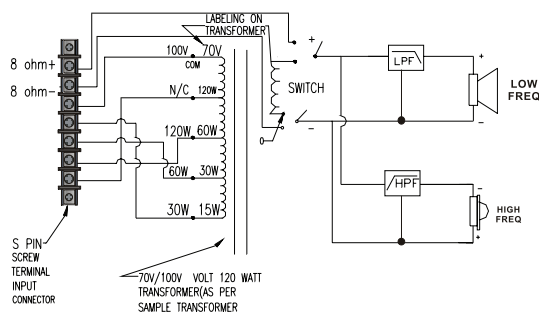 LABELING ON
TRANSFORMER
100V 70V
COM
8 ohm+
8 ohm-
N/C 120W
120W 60W
60W 30W
30W 15W
SWITCH
+
-
LPF
+
-
LOW
FREQ
HPF
-
+
HIGH
FREQ
S PIN
SCREW
TERMINAL
INPUT
CONNECTOR
70V/100V VOLT 120 WATT
TRANSFORMER(AS PER
SAMPLE TRANSFORMER